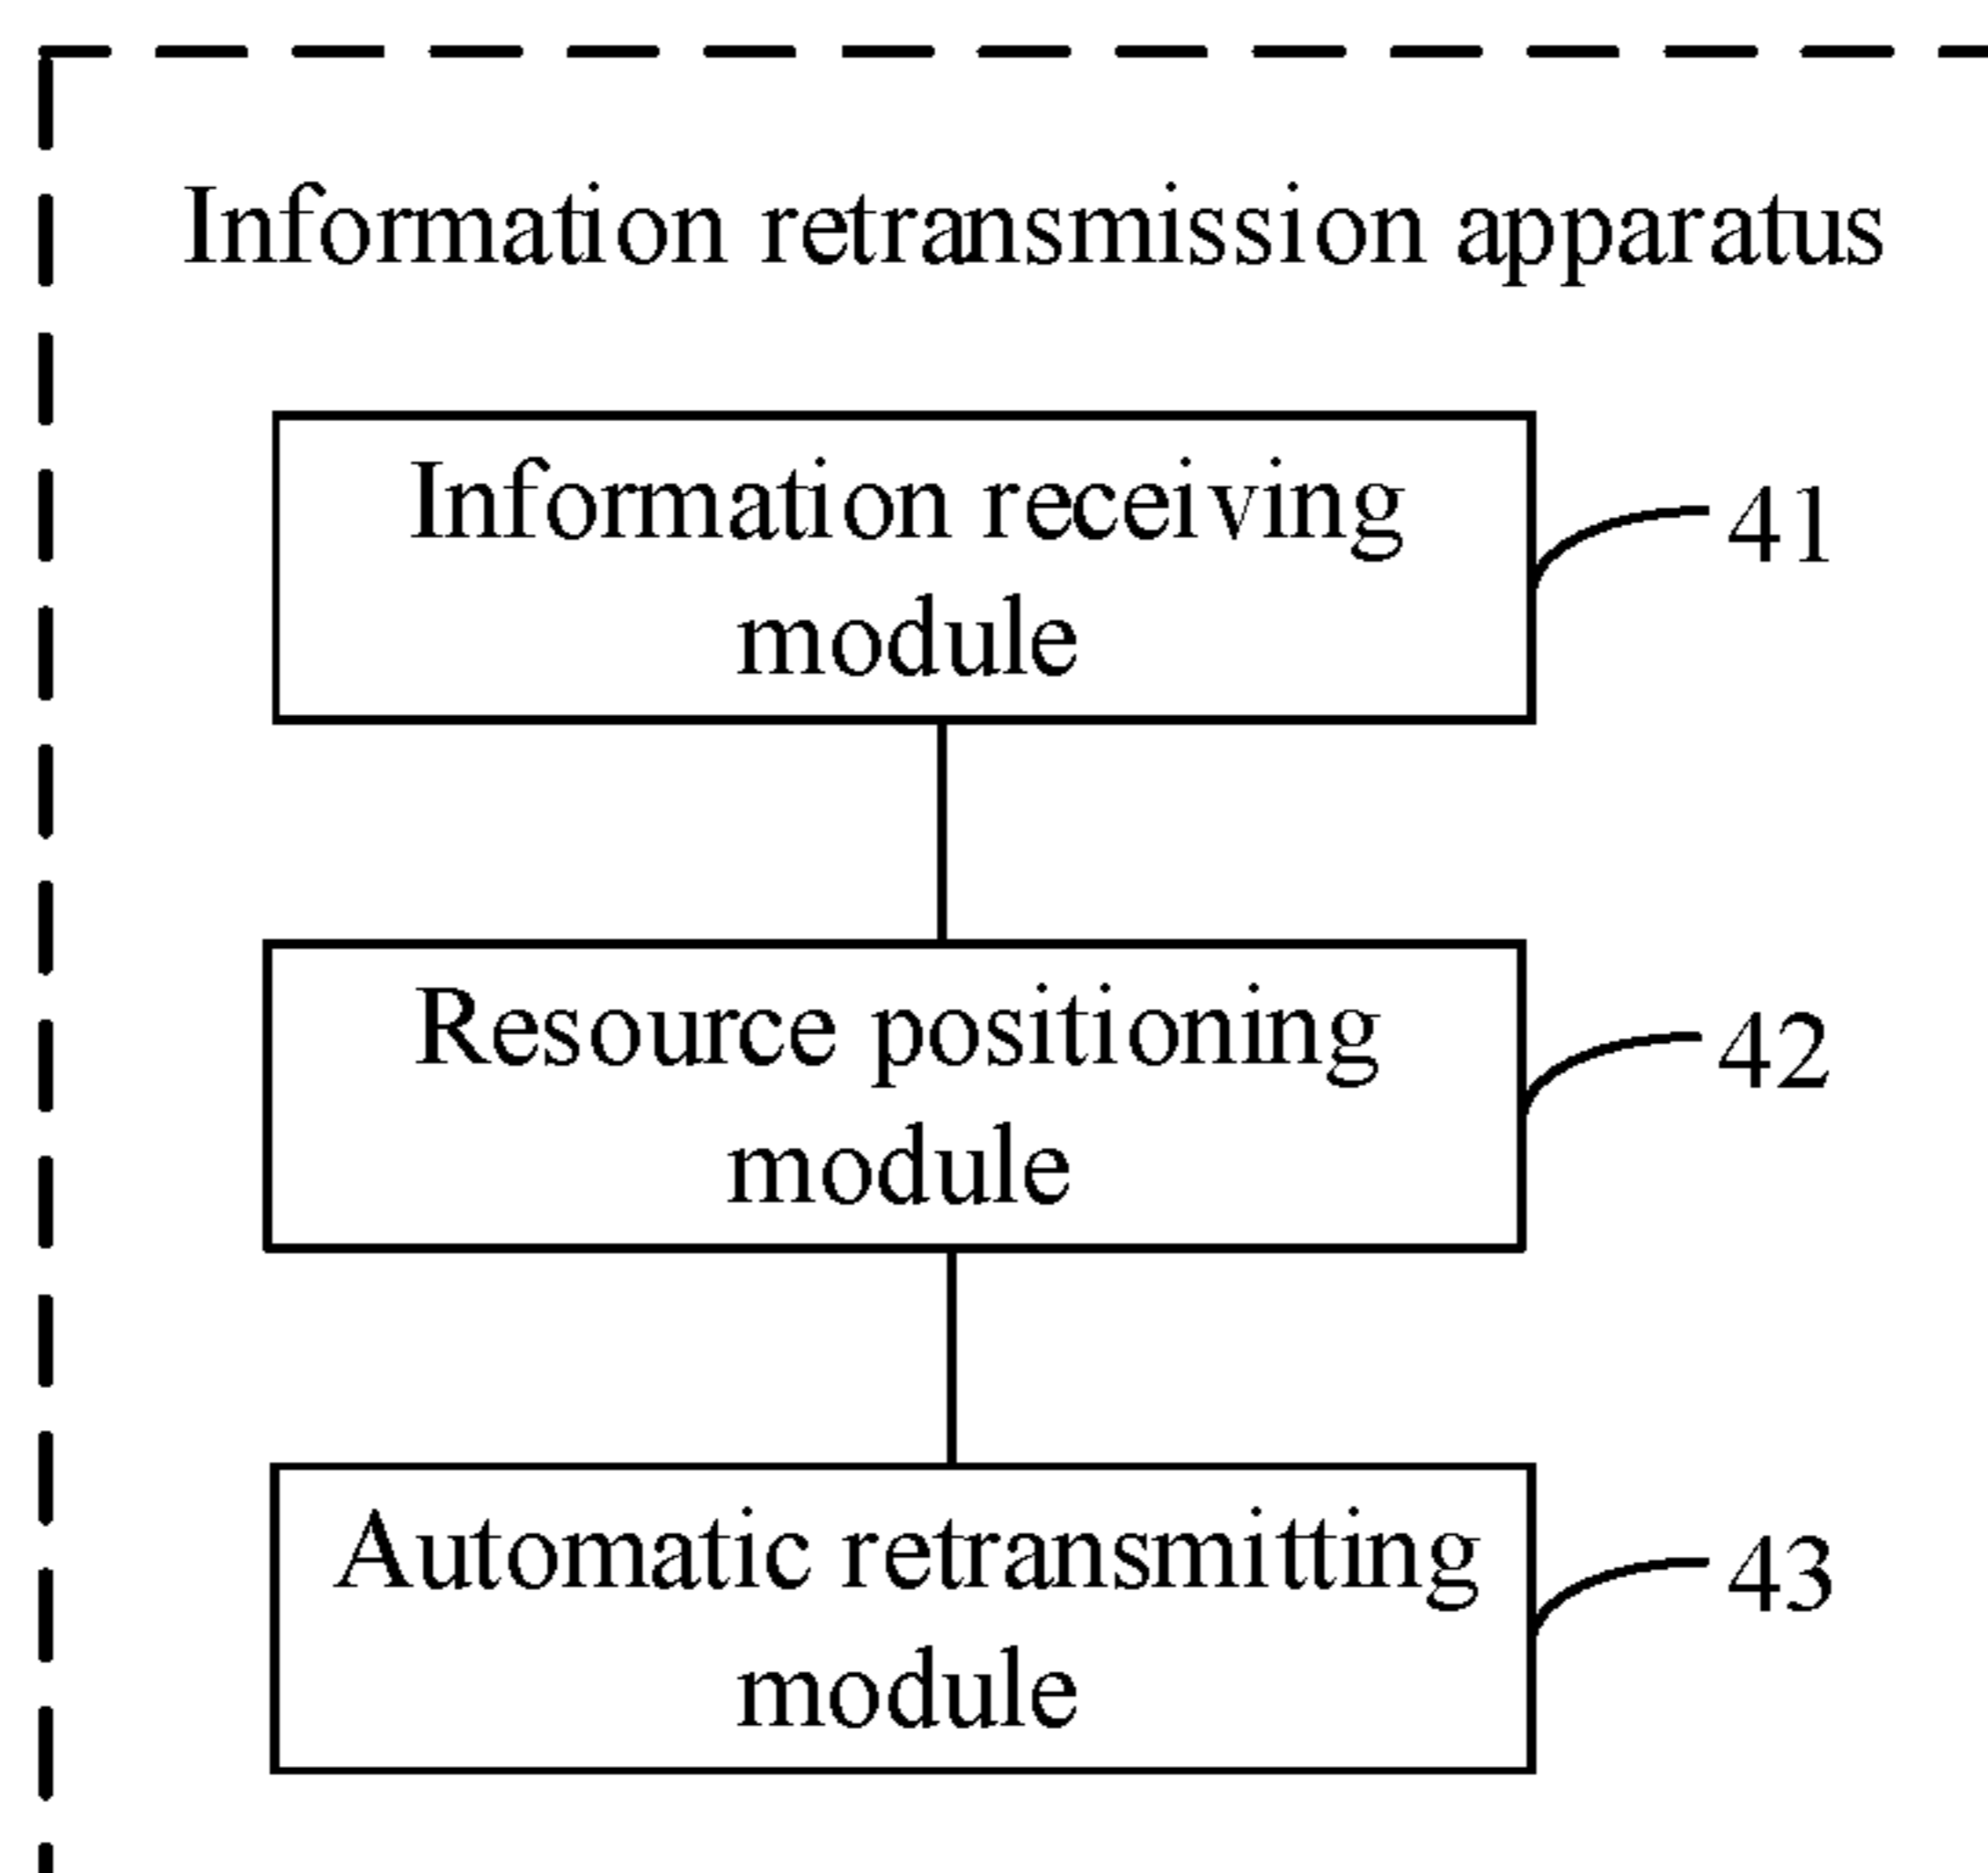 Information retransmission apparatus
Information receiving
module
41
Resource positioning
module
42
Automatic retransmitting
module
43